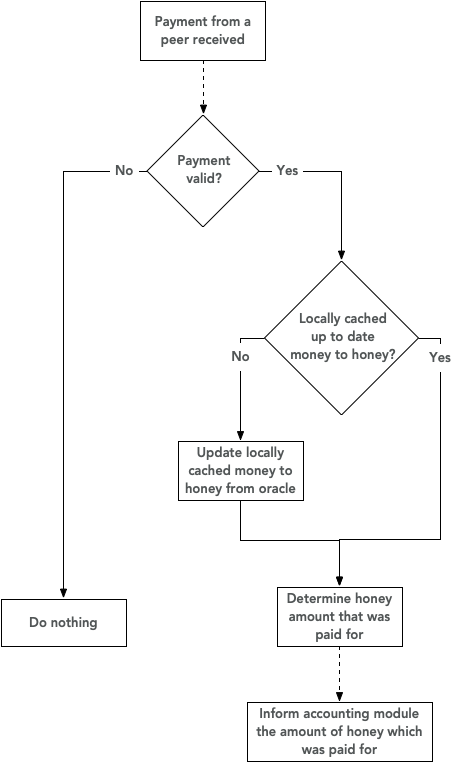 Payment from a
peer received
Payment
valid?
No
Yes
Locally cached
up to date
money to honey?
No
Yes
Update locally
cached money to
honey from oracle
Do nothing
Determine honey
amount that was
paid for
Inform accounting module
the amount of honey which
was paid for